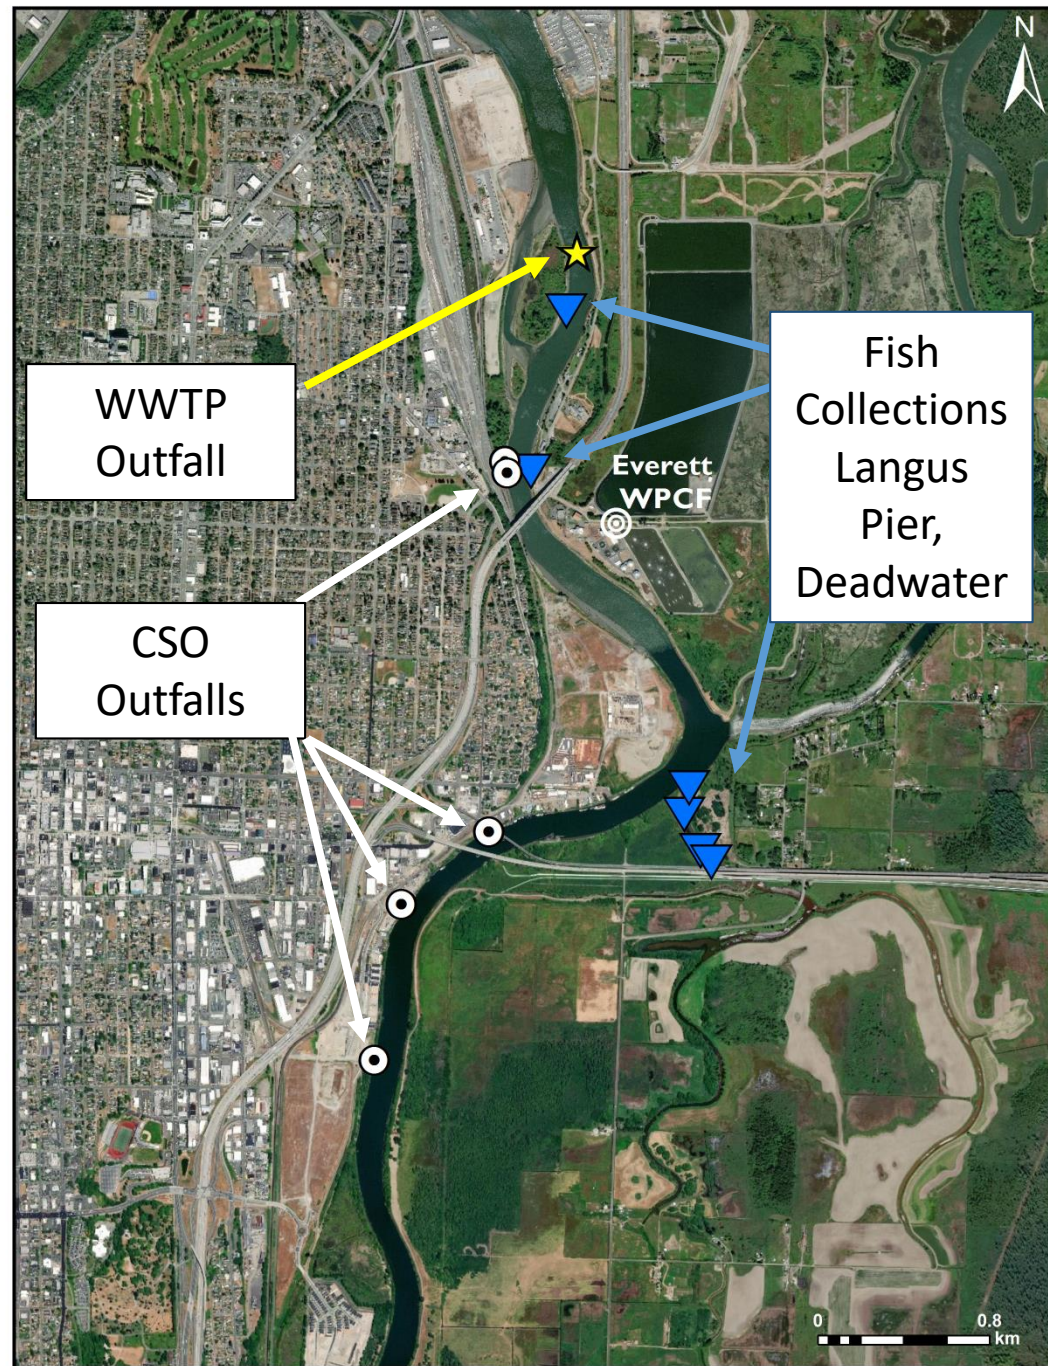 N
WWTP
Outfall
Fish
Collections
Langus
Pier,
Deadwater
Everett
WPCF
CSO
Outfalls
0 0.8
km